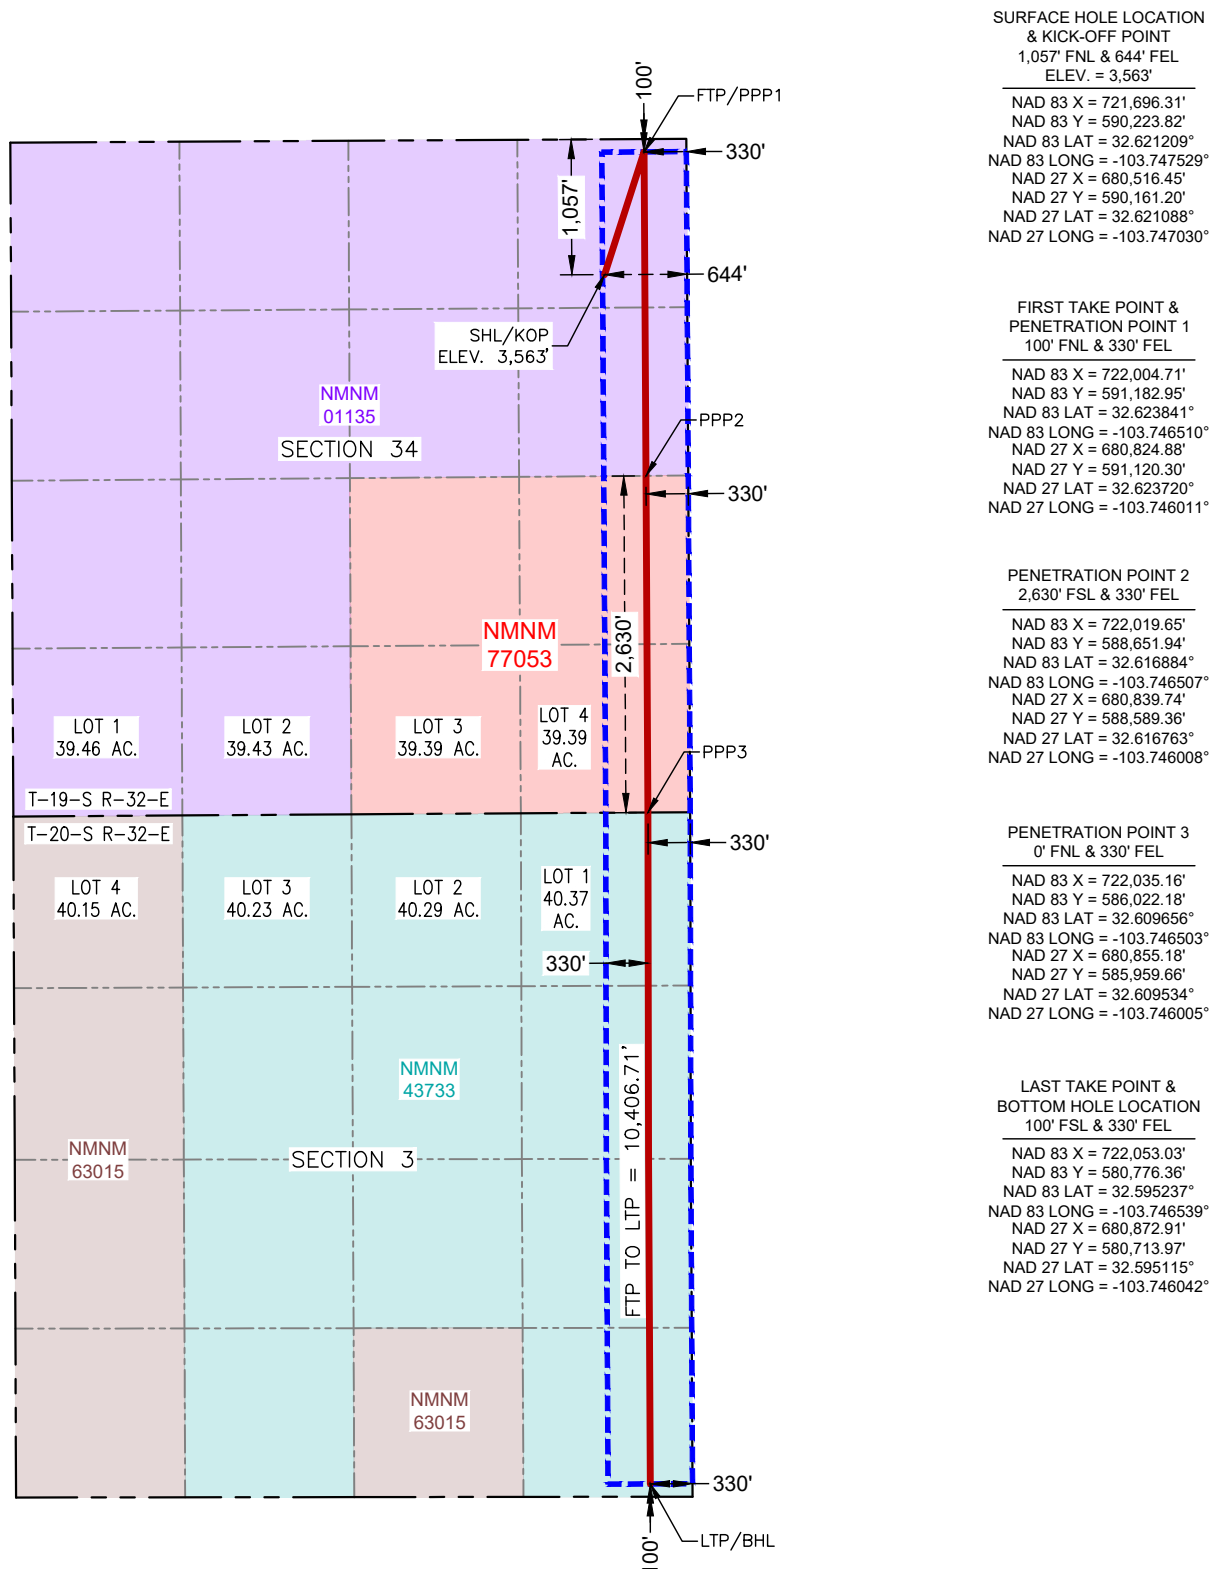 100'
FTP/PPP1
330'
1,057'
644'
SHL/KOP
ELEV. 3,563'
NMNM
01135
SECTION 34
PPP2
330'
2,630'
NMNM
77053
LOT 1
39.46 AC.
LOT 2
39.43 AC.
LOT 3
39.39 AC.
LOT 4
39.39
AC.
PPP3
T-19-S R-32-E
T-20-S R-32-E
330'
LOT 4
40.15 AC.
LOT 3
40.23 AC.
LOT 2
40.29 AC.
LOT 1
40.37
AC.
330'
NMNM
43733
FTP TO LTP = 10,406.71'
NMNM
63015
SECTION 3
NMNM
63015
330'
LTP/BHL
100'
SURFACE HOLE LOCATION
& KICK-OFF POINT
1,057' FNL & 644' FEL
ELEV. = 3,563'
NAD 83 X = 721,696.31'
NAD 83 Y = 590,223.82'
NAD 83 LAT = 32.621209°
NAD 83 LONG = -103.747529°
NAD 27 X = 680,516.45'
NAD 27 Y = 590,161.20'
NAD 27 LAT = 32.621088°
NAD 27 LONG = -103.747030°
FIRST TAKE POINT &
PENETRATION POINT 1
100' FNL & 330' FEL
NAD 83 X = 722,004.71'
NAD 83 Y = 591,182.95'
NAD 83 LAT = 32.623841°
NAD 83 LONG = -103.746510°
NAD 27 X = 680,824.88'
NAD 27 Y = 591,120.30'
NAD 27 LAT = 32.623720°
NAD 27 LONG = -103.746011°
PENETRATION POINT 2
2,630' FSL & 330' FEL
NAD 83 X = 722,019.65'
NAD 83 Y = 588,651.94'
NAD 83 LAT = 32.616884°
NAD 83 LONG = -103.746507°
NAD 27 X = 680,839.74'
NAD 27 Y = 588,589.36'
NAD 27 LAT = 32.616763°
NAD 27 LONG = -103.746008°
PENETRATION POINT 3
0' FNL & 330' FEL
NAD 83 X = 722,035.16'
NAD 83 Y = 586,022.18'
NAD 83 LAT = 32.609656°
NAD 83 LONG = -103.746503°
NAD 27 X = 680,855.18'
NAD 27 Y = 585,959.66'
NAD 27 LAT = 32.609534°
NAD 27 LONG = -103.746005°
LAST TAKE POINT &
BOTTOM HOLE LOCATION
100' FSL & 330' FEL
NAD 83 X = 722,053.03'
NAD 83 Y = 580,776.36'
NAD 83 LAT = 32.595237°
NAD 83 LONG = -103.746539°
NAD 27 X = 680,872.91'
NAD 27 Y = 580,713.97'
NAD 27 LAT = 32.595115°
NAD 27 LONG = -103.746042°